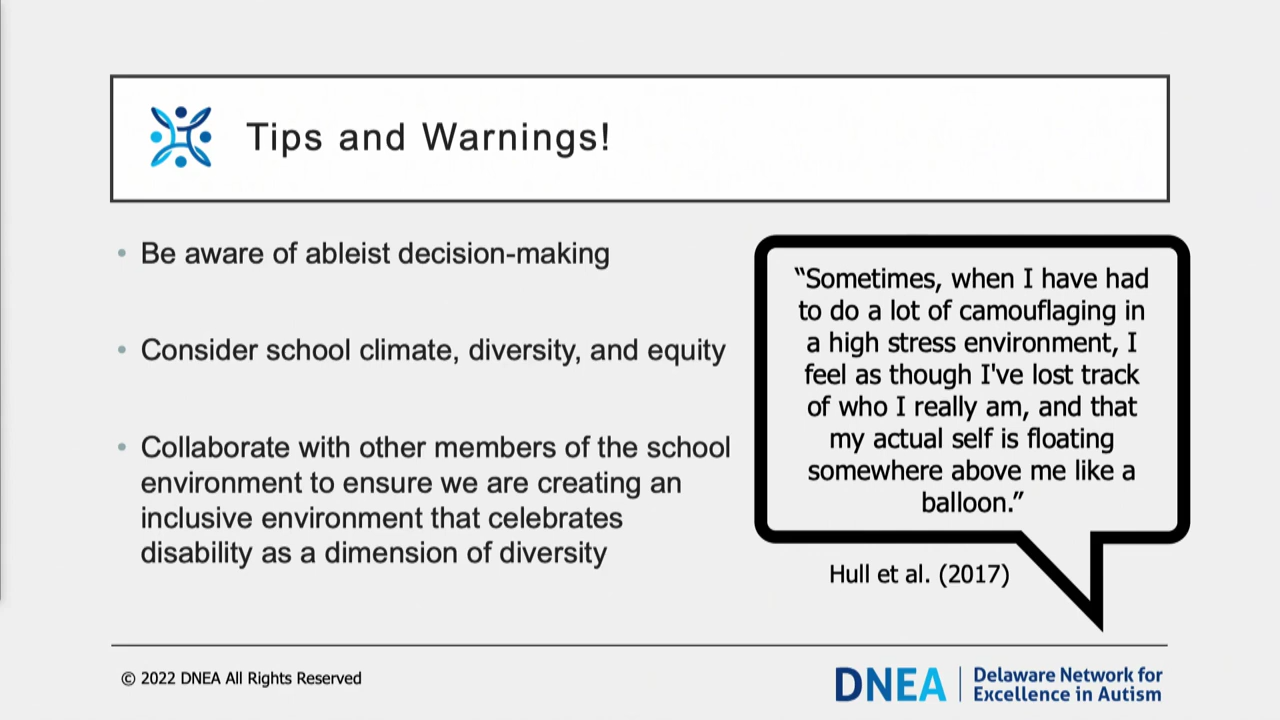 Tips and Warnings!
• Be aware of ableist decision-making
• Consider school climate, diversity, and equity
• Collaborate with other members of the school
environment to ensure we are creating an
inclusive environment that celebrates
disability as a dimension of diversity
“Sometimes, when I have had
to do a lot of camouflaging in
a high stress environment, I
feel as though I've lost track
of who I really am, and that
my actual self is floating
somewhere above me like a
balloon.”
Hull et al. (2017)
© 2022 DNEA All Rights Reserved
DNEA | Delaware Network for
Excellence in Autism